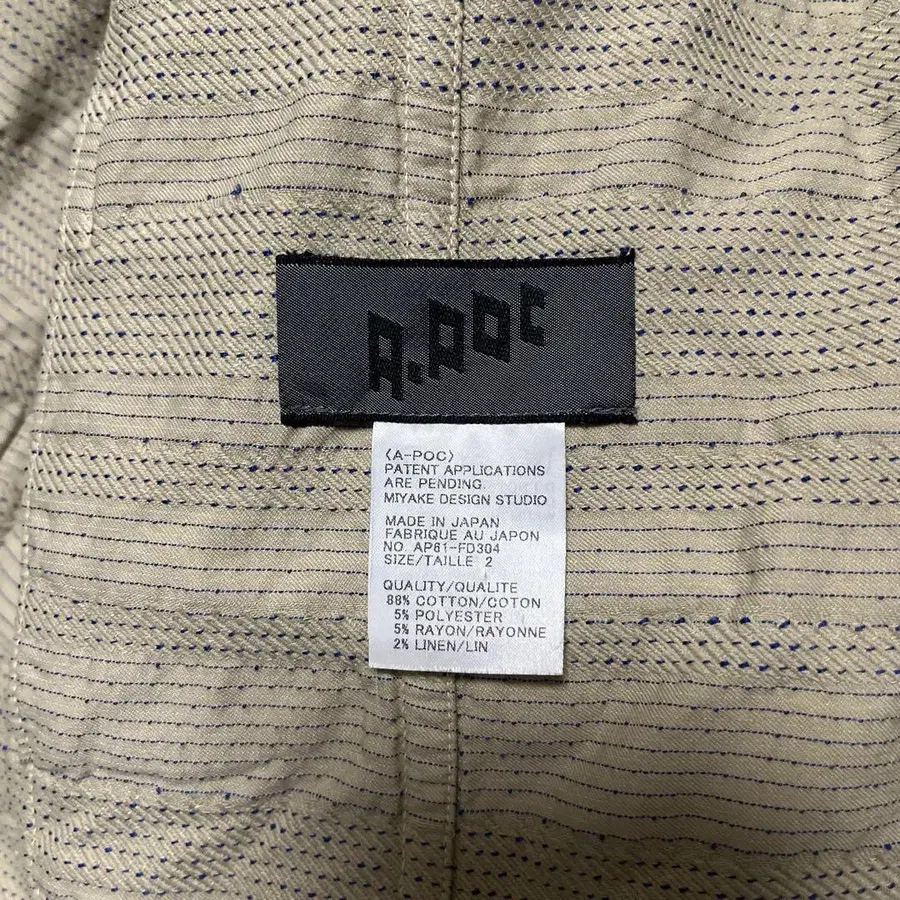 A.POC
〈A-POC〉
PATENT APPLICATIONS
ARE PENDING.
MIYAKE DESIGN STUDIO
MADE IN JAPAN
FABRIQUE AU JAPON
NO. AP61-FD304
SIZE/TAILLE 2
QUALITY/QUALITE
88% COTTON/COTON
5% POLYESTER
5% RAYON/RAYONNE
2% LINEN/LIN